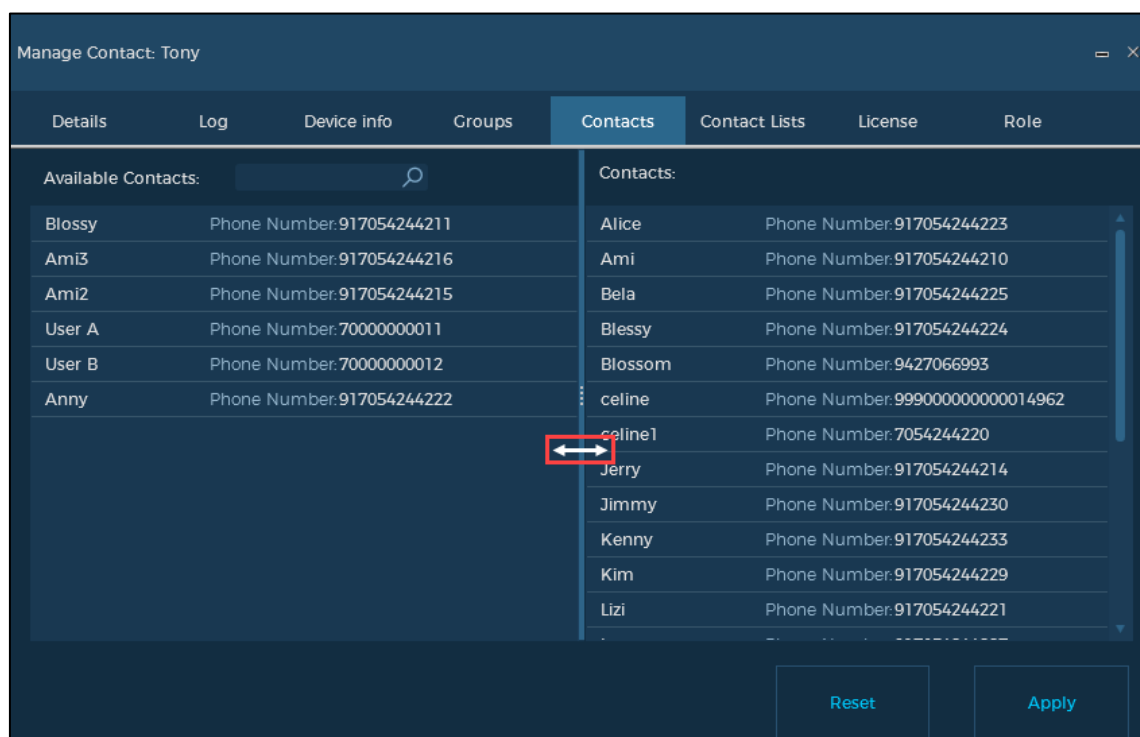 Manage Contact: Tony
Details Log Device info Groups Contacts Contact Lists License Role
Available Contacts:
Blossy Phone Number:917054244211
Ami3 Phone Number:917054244216
Ami2 Phone Number:917054244215
User A Phone Number:70000000011
User B Phone Number:70000000012
Anny Phone Number:917054244222
Contacts:
Alice Phone Number:917054244223
Ami Phone Number:917054244210
Bela Phone Number:917054244225
Blessy Phone Number:917054244224
Blossom Phone Number:9427066993
celine Phone Number:999000000000014962
celine1 Phone Number:7054244220
Jerry Phone Number:917054244214
Jimmy Phone Number:917054244230
Kenny Phone Number:917054244233
Kim Phone Number:917054244229
Lizi Phone Number:917054244221
Reset Apply